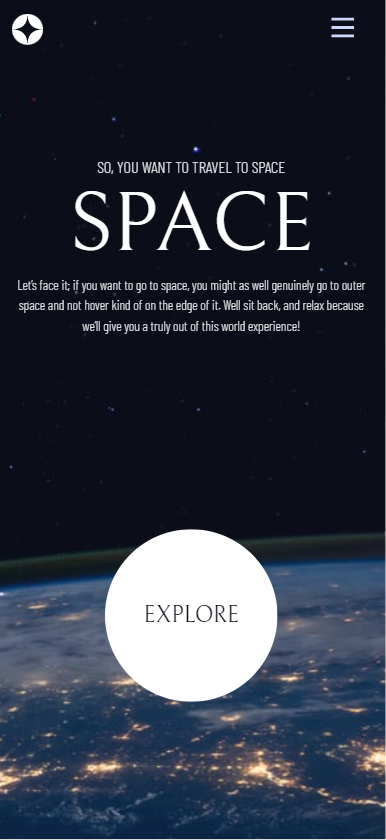 SO, YOU WANT TO TRAVEL TO SPACE
SPACE
Let's face it; if you want to go to space, you might as well genuinely go to outer
space and not hover kind of on the edge of it. Well sit back, and relax because
we'll give you a truly out of this world experience!
EXPLORE